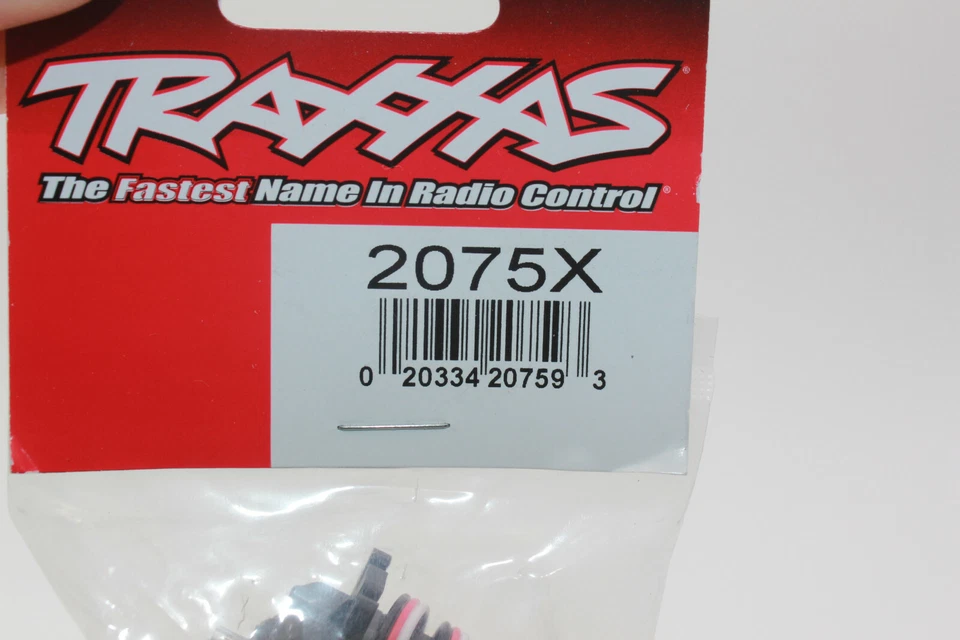 TRAXXAS®
The Fastest Name In Radio Control®
2075X
0 20334 20759 3